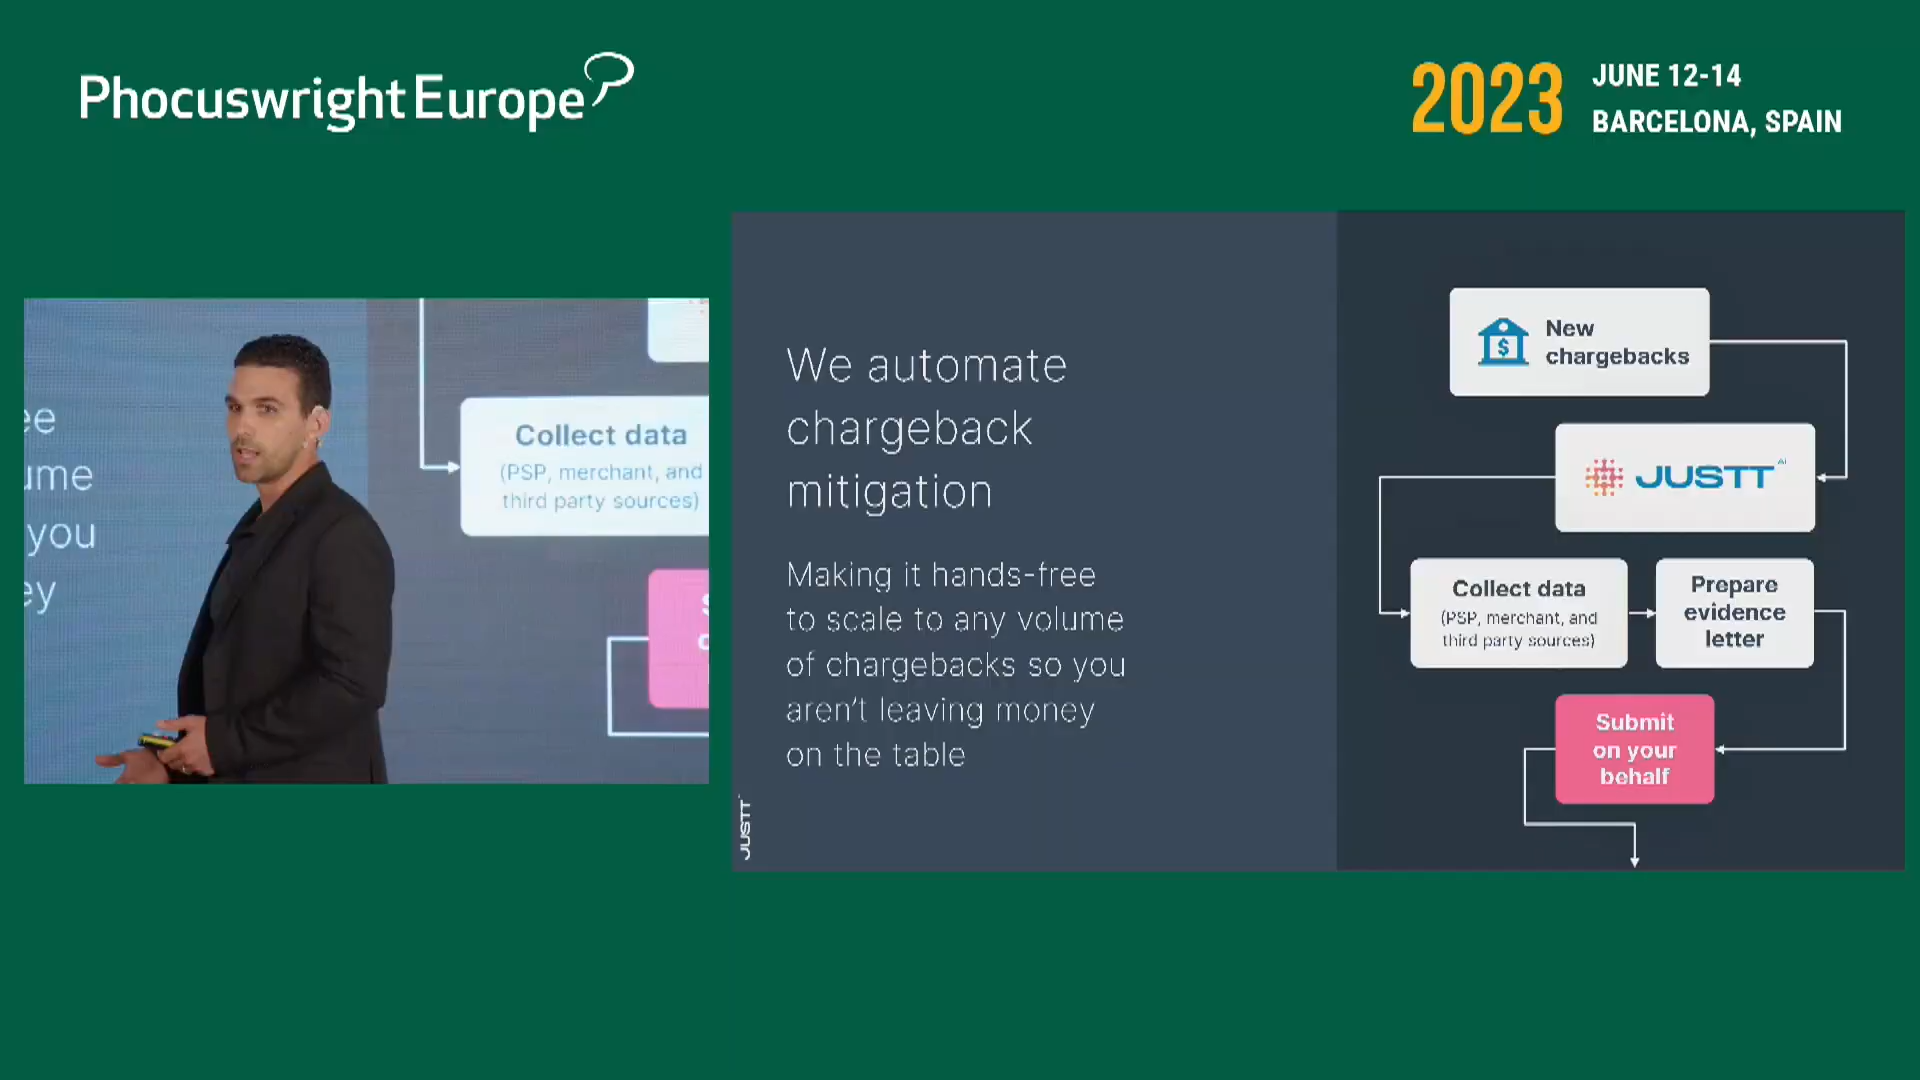 Phocuswright Europe
2023
JUNE 12-14
BARCELONA, SPAIN
ee
ume
you
ey
Collect data
(PSP, merchant, and
third party sources)
We automate
chargeback
mitigation
Making it hands-free
to scale to any volume
of chargebacks so you
aren't leaving money
on the table
JUSTT
New
chargebacks
JUSTT AI
Collect data
(PSP, merchant, and
third party sources)
Prepare
evidence
letter
Submit
on your
behalf